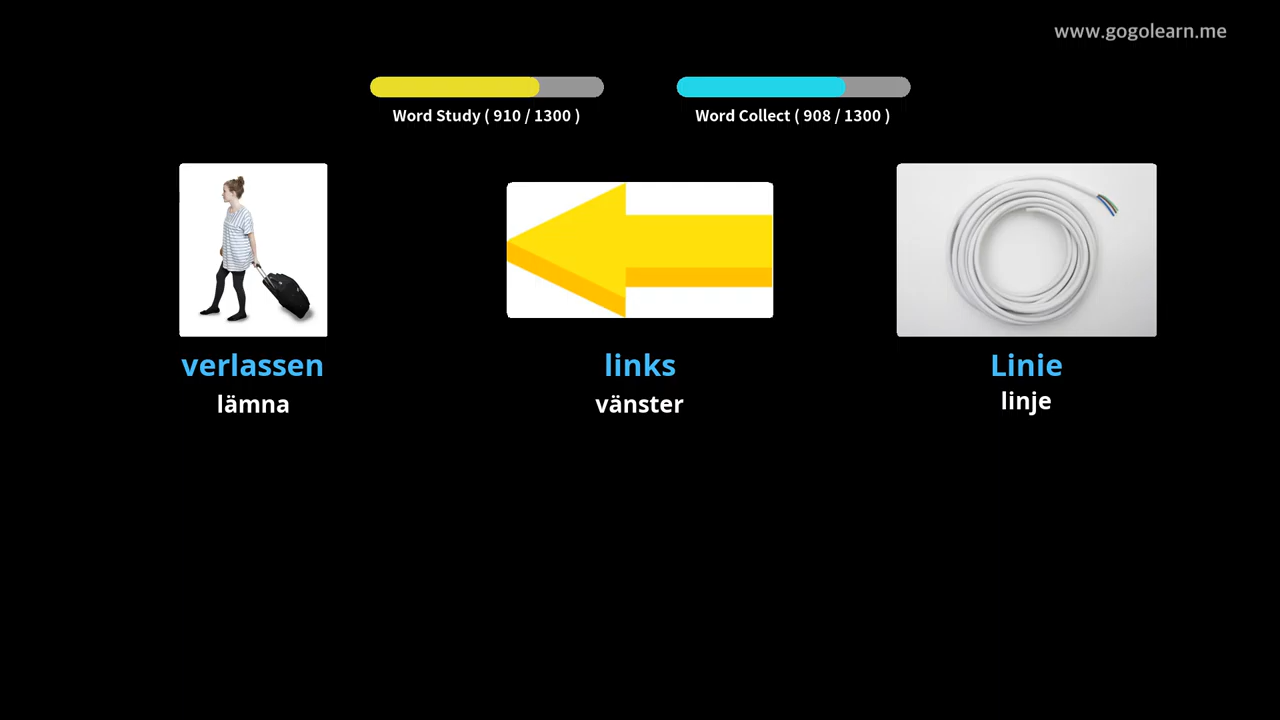 www.gogolearn.me
Word Study ( 910 / 1300 )
Word Collect ( 908 / 1300 )
verlassen
lämna
links
vänster
Linie
linje